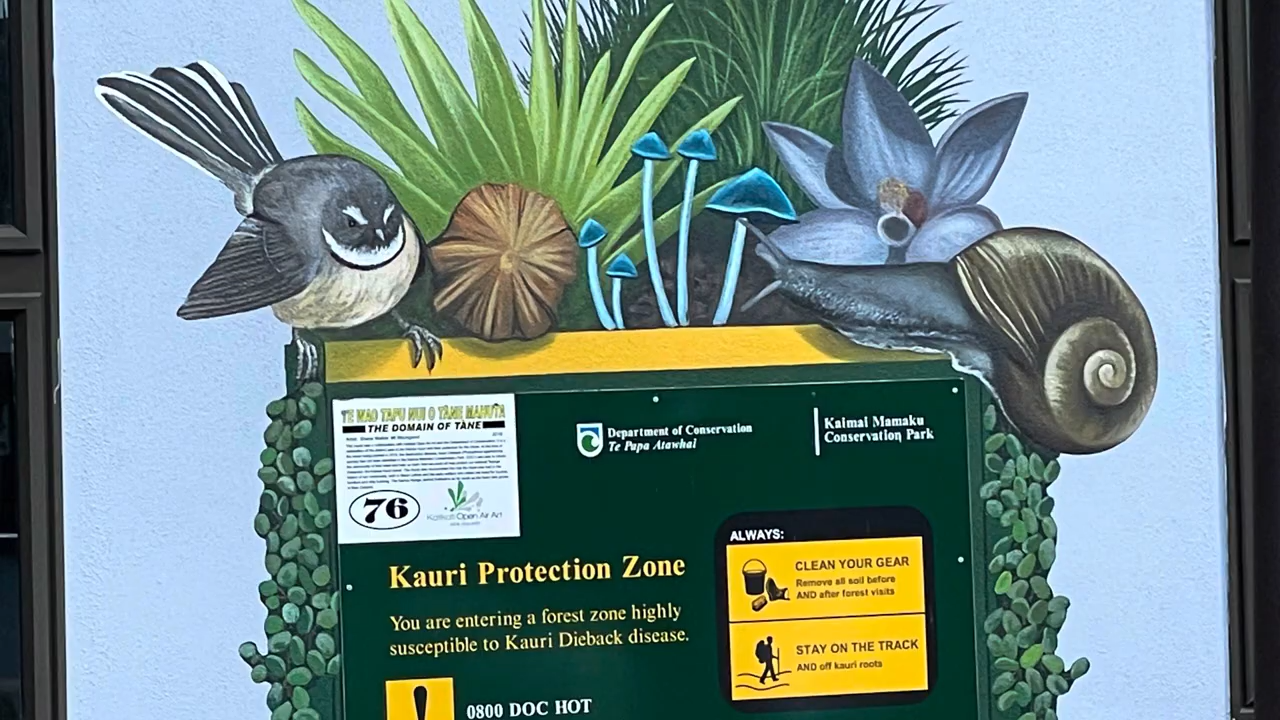 TE WAO TAPU NUI O TĀNE MAHUTA
THE DOMAIN OF TĀNE
76
Katikati Open Air Art
Department of Conservation
Te Papa Atawhai
Kaimai Mamaku
Conservation Park
Kauri Protection Zone
You are entering a forest zone highly
susceptible to Kauri Dieback disease.
0800 DOC HOT
ALWAYS:
CLEAN YOUR GEAR
Remove all soil before
AND after forest visits
STAY ON THE TRACK
AND off kauri roots